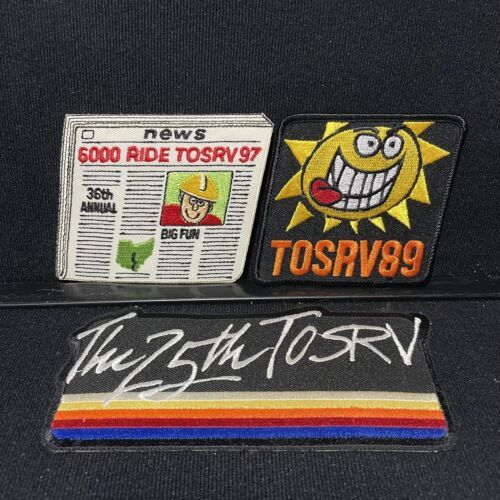 news
6000 RIDE TOSRV 97
36th
ANNUAL
BIG FUN
TOSRV89
The 25th TOSRV